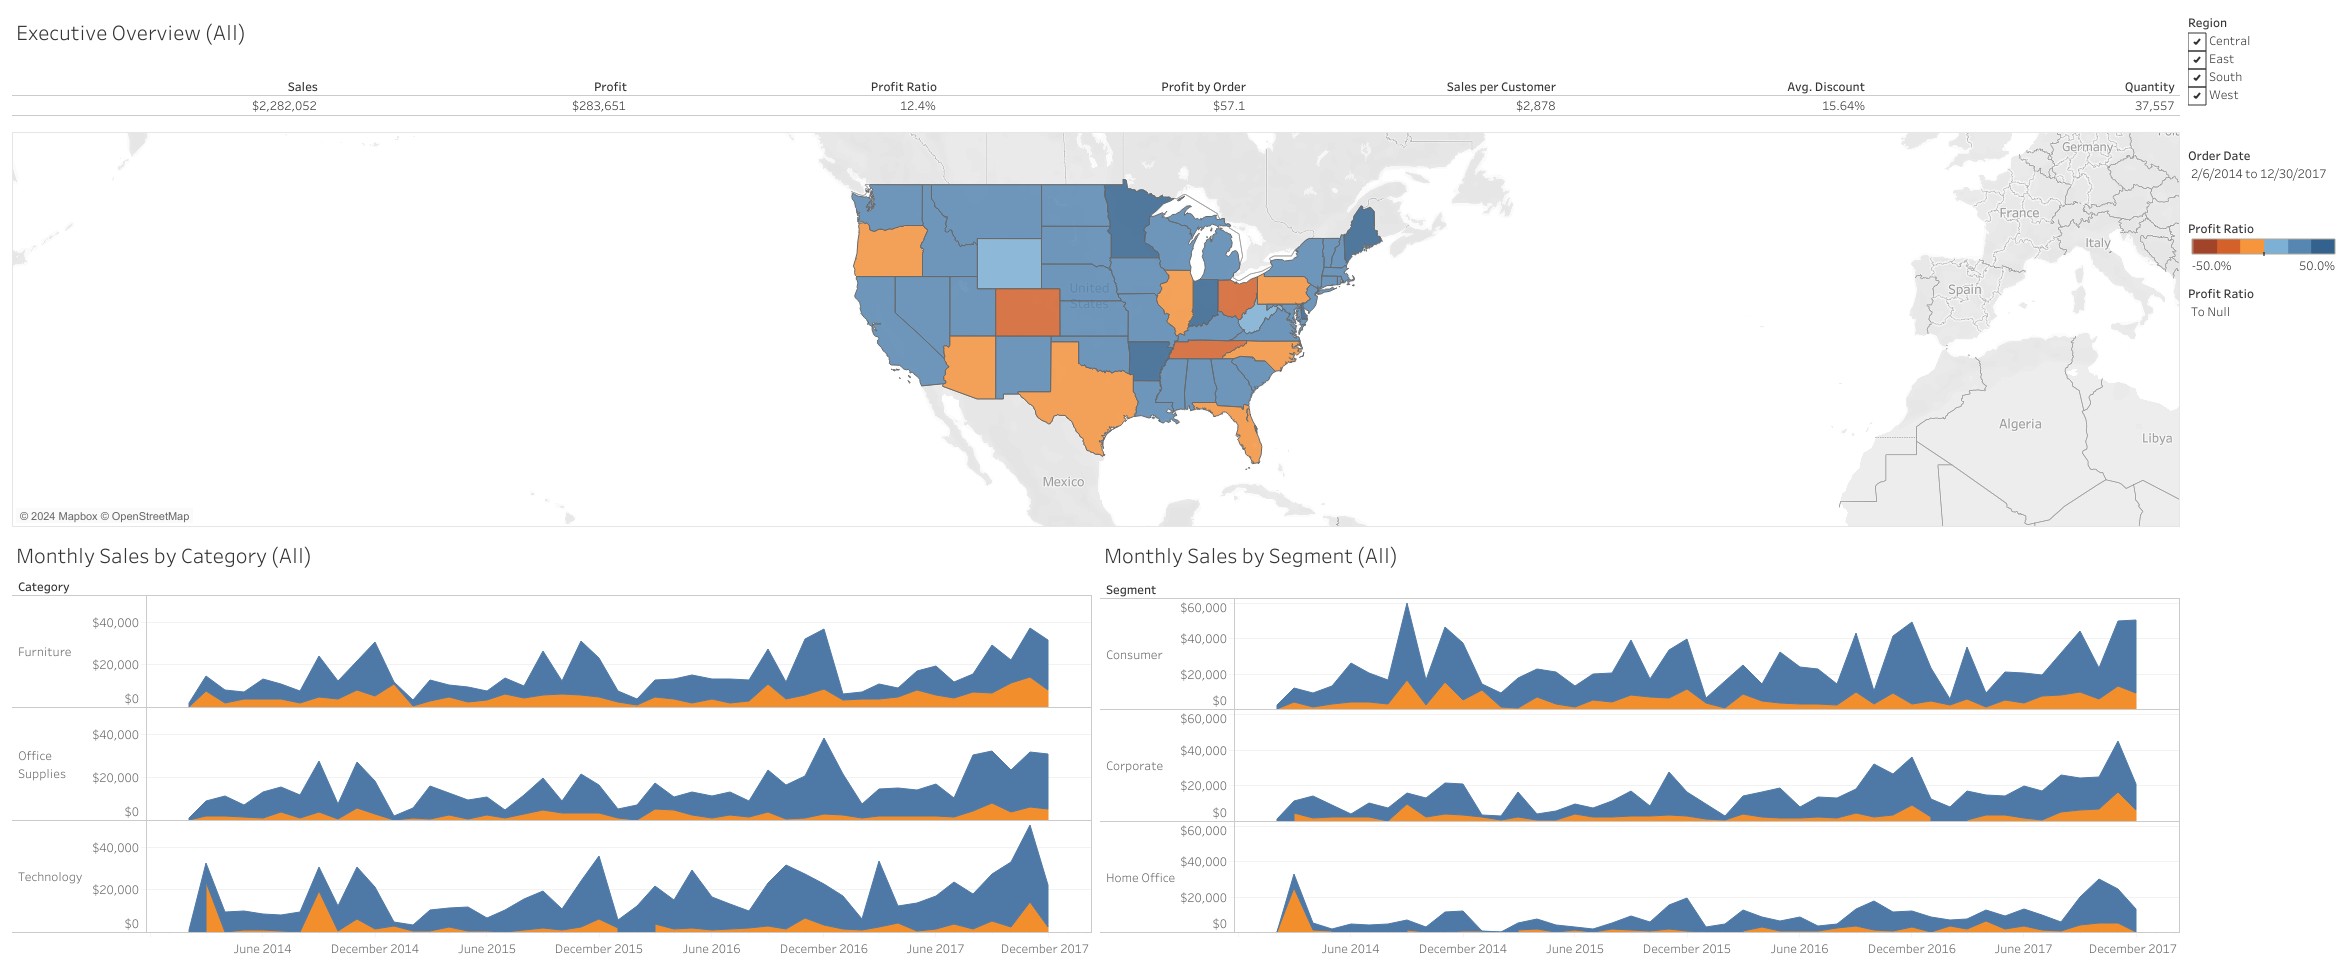 Executive Overview (All)
Sales Profit Profit Ratio Profit by Order Sales per Customer Avg. Discount Quantity
$2,282,052 $283,651 12.4% $57.1 $2,878 15.64% 37,557
Region
Central
East
South
West
Order Date
2/6/2014 to 12/30/2017
Profit Ratio
-50.0% 50.0%
Profit Ratio
To Null
Germany
France
Italy
Spain
United
States
Algeria
Libya
Mexico
© 2024 Mapbox © OpenStreetMap
Monthly Sales by Category (All)
Category
Furniture
$40,000
$20,000
$0
Office
Supplies
$40,000
$20,000
$0
Technology
$40,000
$20,000
$0
June 2014 December 2014 June 2015 December 2015 June 2016 December 2016 June 2017 December 2017
Monthly Sales by Segment (All)
Segment
Consumer
$60,000
$40,000
$20,000
$0
Corporate
$60,000
$40,000
$20,000
$0
Home Office
$60,000
$40,000
$20,000
$0
June 2014 December 2014 June 2015 December 2015 June 2016 December 2016 June 2017 December 2017